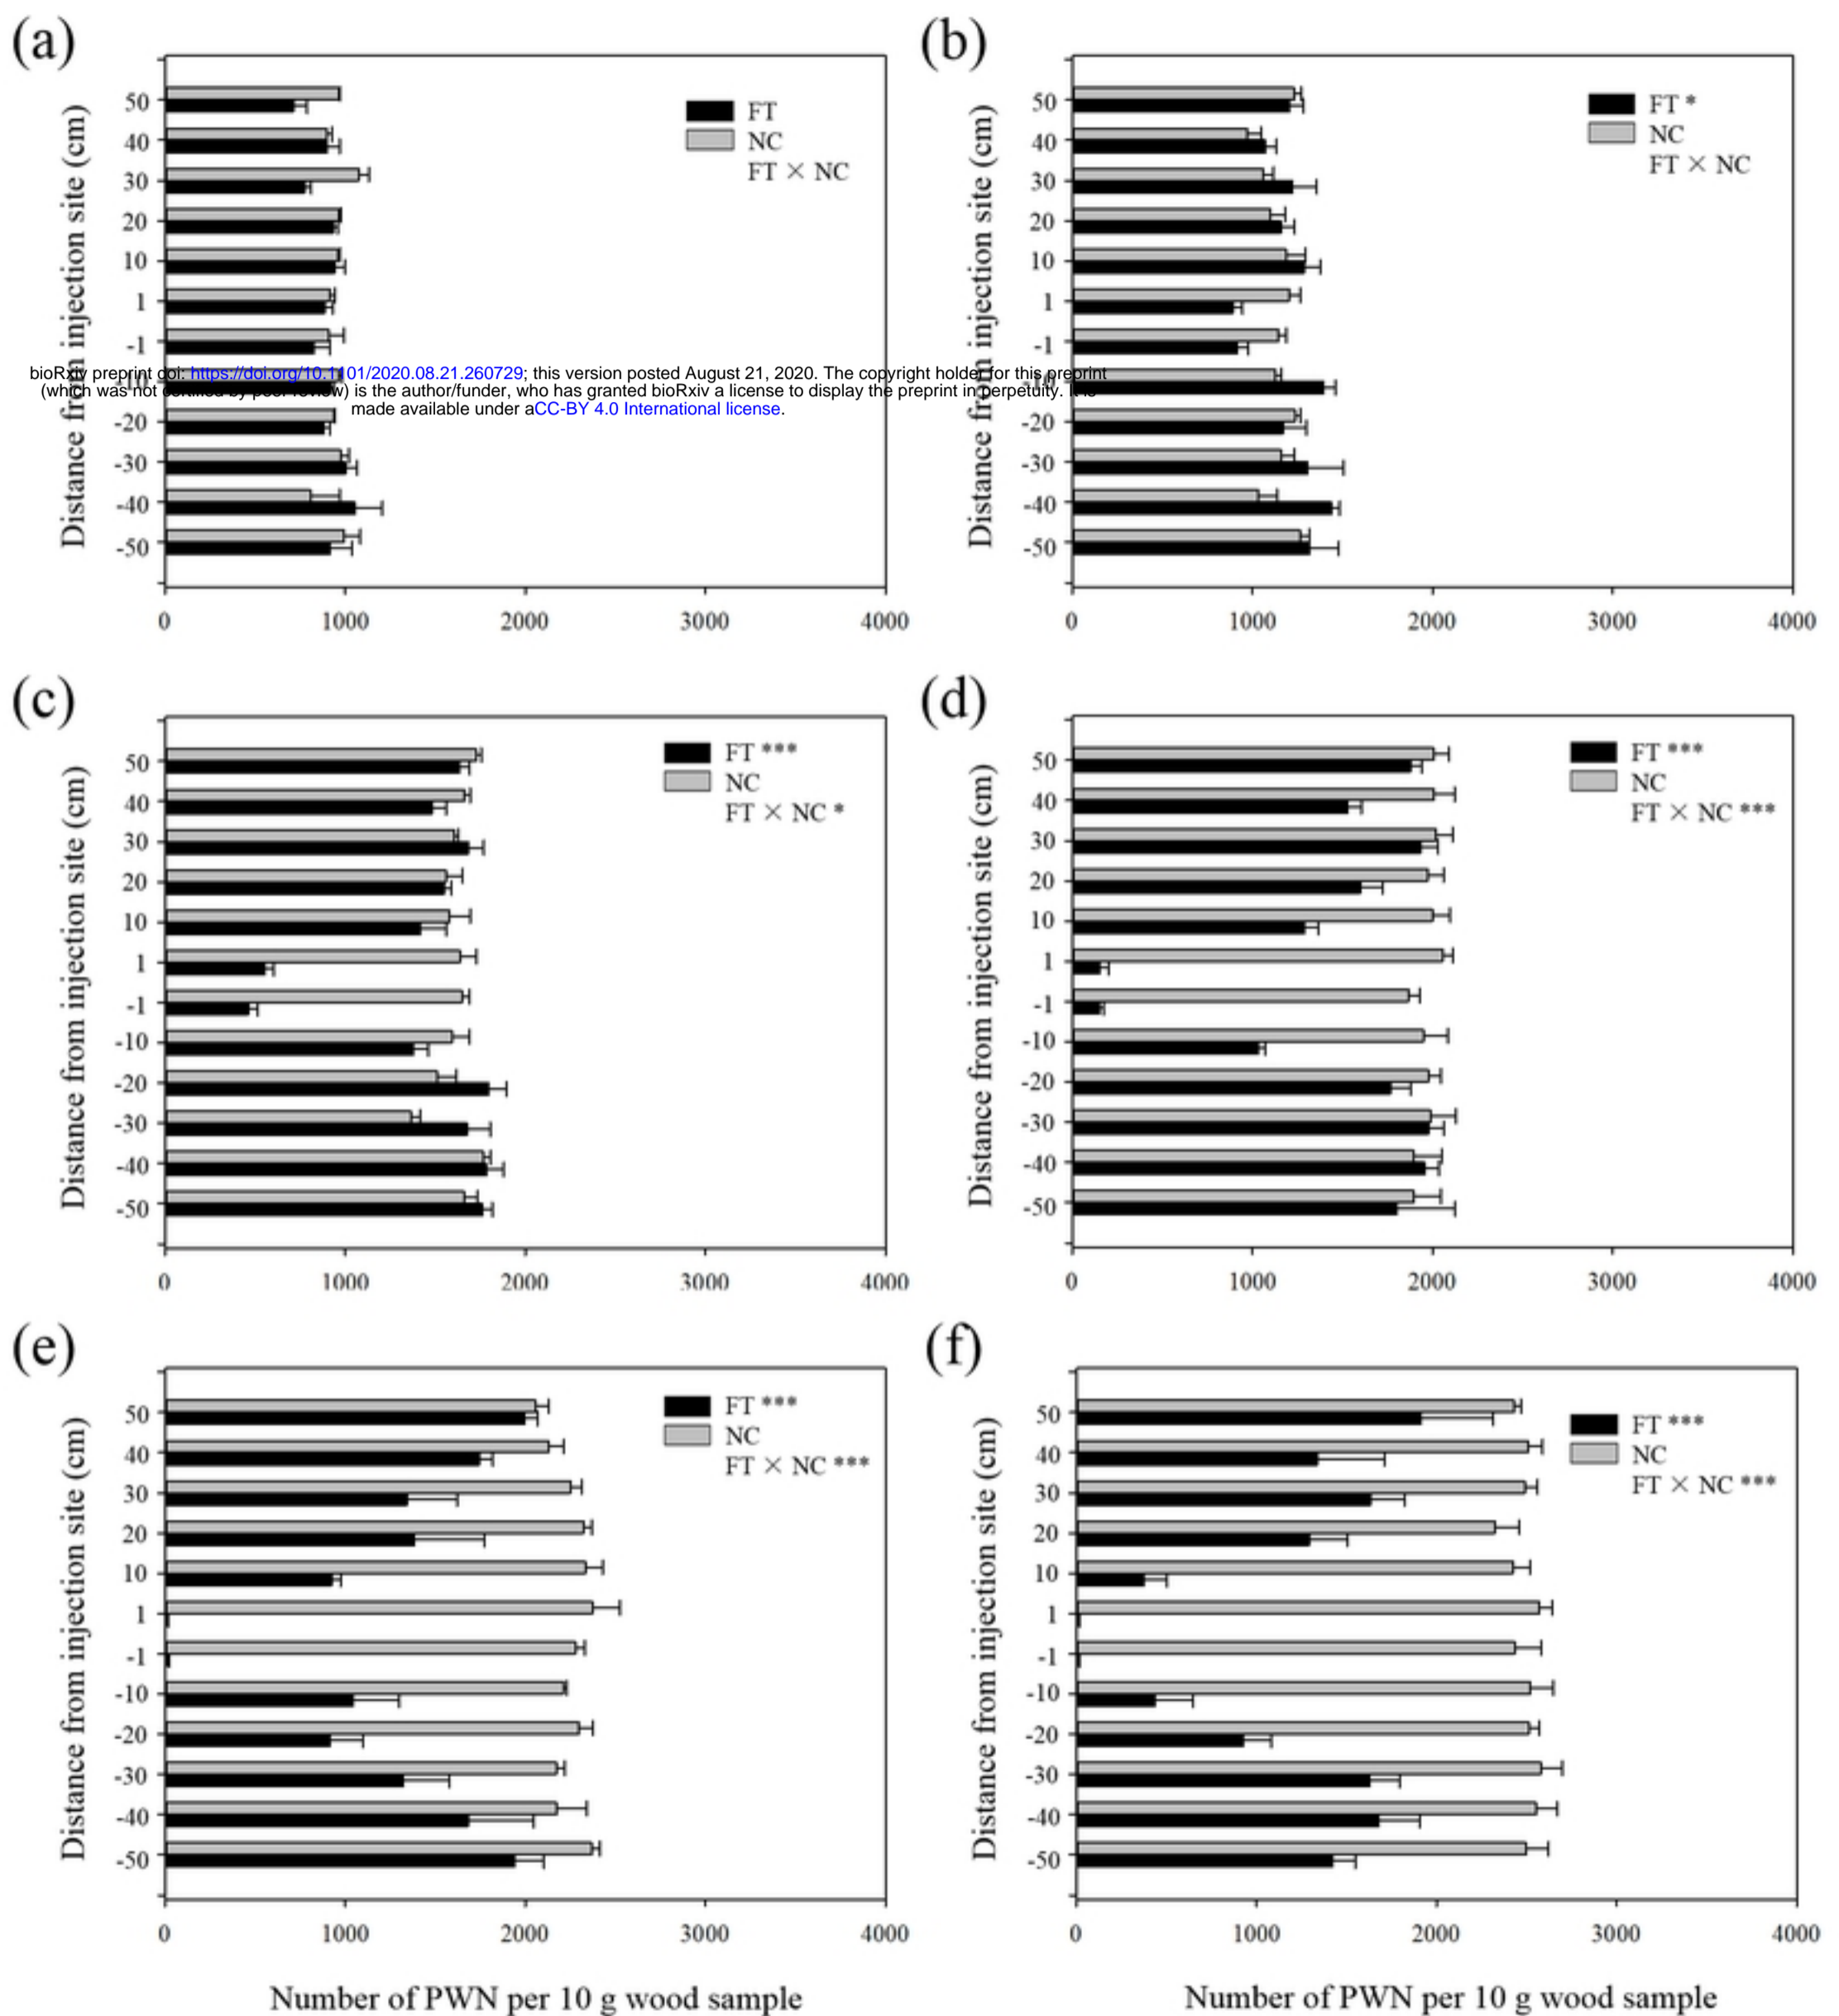 (a)
Distance from injection site (cm)
50
40
30
20
10
1
-1
-10
-20
-30
-40
-50
FT
NC
FT × NC
0 1000 2000 3000 4000
(b)
Distance from injection site (cm)
50
40
30
20
10
1
-1
-20
-30
-40
-50
FT *
NC
FT × NC
0 1000 2000 3000 4000
bioRxiv preprint doi: https://doi.org/10.1101/2020.08.21.260729; this version posted August 21, 2020. The copyright holder for this preprint
(which was not certified by peer review) is the author/funder, who has granted bioRxiv a license to display the preprint in perpetuity. It is
made available under aCC-BY 4.0 International license.
(c)
Distance from injection site (cm)
50
40
30
20
10
1
-1
-10
-20
-30
-40
-50
FT ***
NC
FT × NC *
0 1000 2000 3000 4000
(d)
Distance from injection site (cm)
50
40
30
20
10
1
-1
-10
-20
-30
-40
-50
FT ***
NC
FT × NC ***
0 1000 2000 3000 4000
(e)
Distance from injection site (cm)
50
40
30
20
10
1
-1
-10
-20
-30
-40
-50
FT ***
NC
FT × NC ***
0 1000 2000 3000 4000
Number of PWN per 10 g wood sample
(f)
Distance from injection site (cm)
50
40
30
20
10
1
-1
-10
-20
-30
-40
-50
FT ***
NC
FT × NC ***
0 1000 2000 3000 4000
Number of PWN per 10 g wood sample